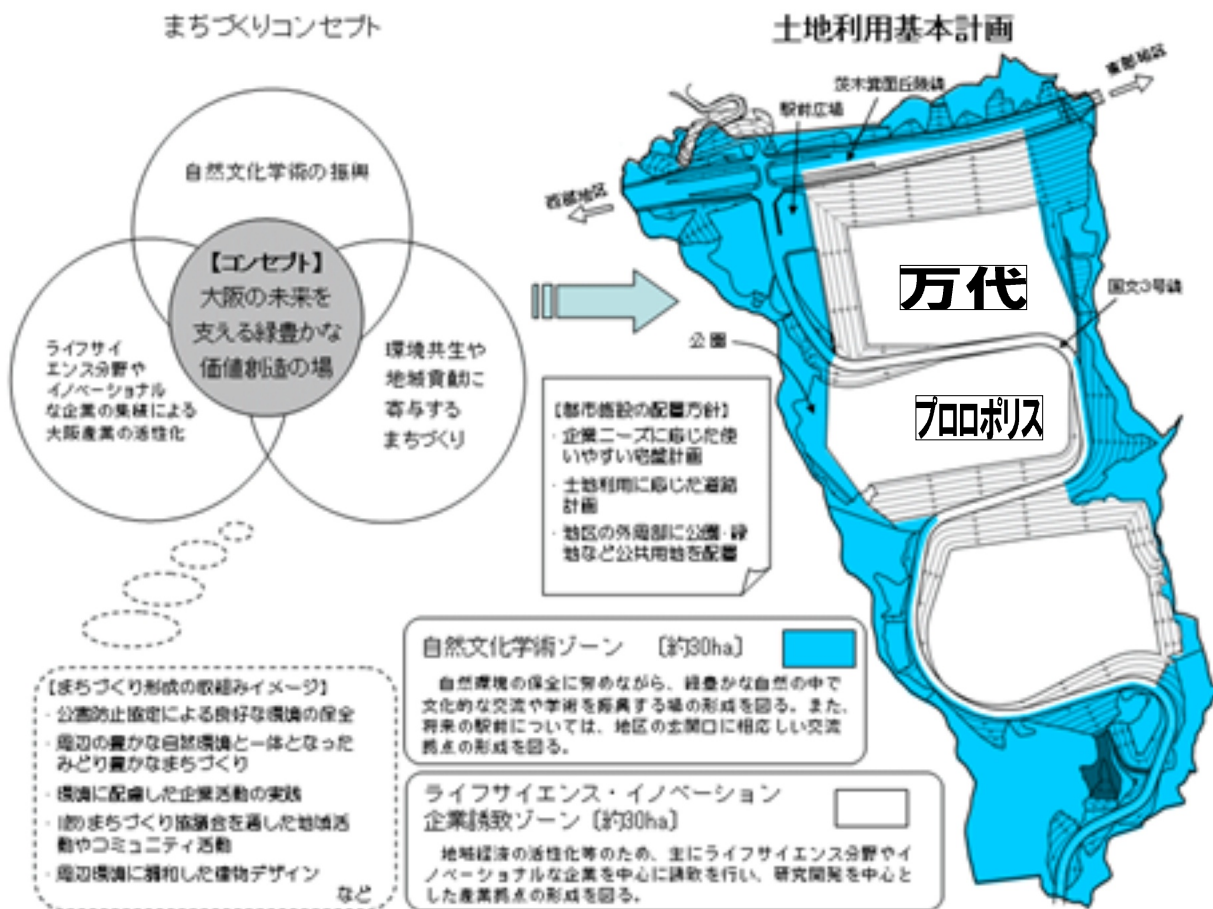 まちづくりコンセプト
自然文化学術の振興
【コンセプト】
大阪の未来を
支える緑豊かな
価値創造の場
ライフサイ
エンス分野や
イノベーショナル
な企業の集積による
大阪産業の活性化
環境共生や
地域貢献に
寄与する
まちづくり
【まちづくり形成の取組みイメージ】
・公害防止協定による良好な環境の保全
・周辺の豊かな自然環境と一体となった
みどり豊かなまちづくり
・環境に配慮した企業活動の実践
・(仮)まちづくり協議会を通した地域活
動やコミュニティ活動
・周辺環境に調和した建物デザイン
など
土地利用基本計画
東部地区
茨木箕面丘陵線
駅前広場
西部地区
万代
国文3号線
公園
プロロポリス
【都市施設の配置方針】
・企業ニーズに応じた使
いやすい宅盤計画
・土地利用に応じた道路
計画
・地区の外周部に公園・緑
地など公共用地を配置
自然文化学術ゾーン 〔約30ha〕
自然環境の保全に努めながら、緑豊かな自然の中で
文化的な交流や学術を振興する場の形成を図る。また、
将来の駅前については、地区の玄関口に相応しい交流
拠点の形成を図る。
ライフサイエンス・イノベーション
企業誘致ゾーン〔約30ha〕
地域経済の活性化等のため、主にライフサイエンス分野やイ
ノベーショナルな企業を中心に誘致を行い、研究開発を中心と
した産業拠点の形成を図る。